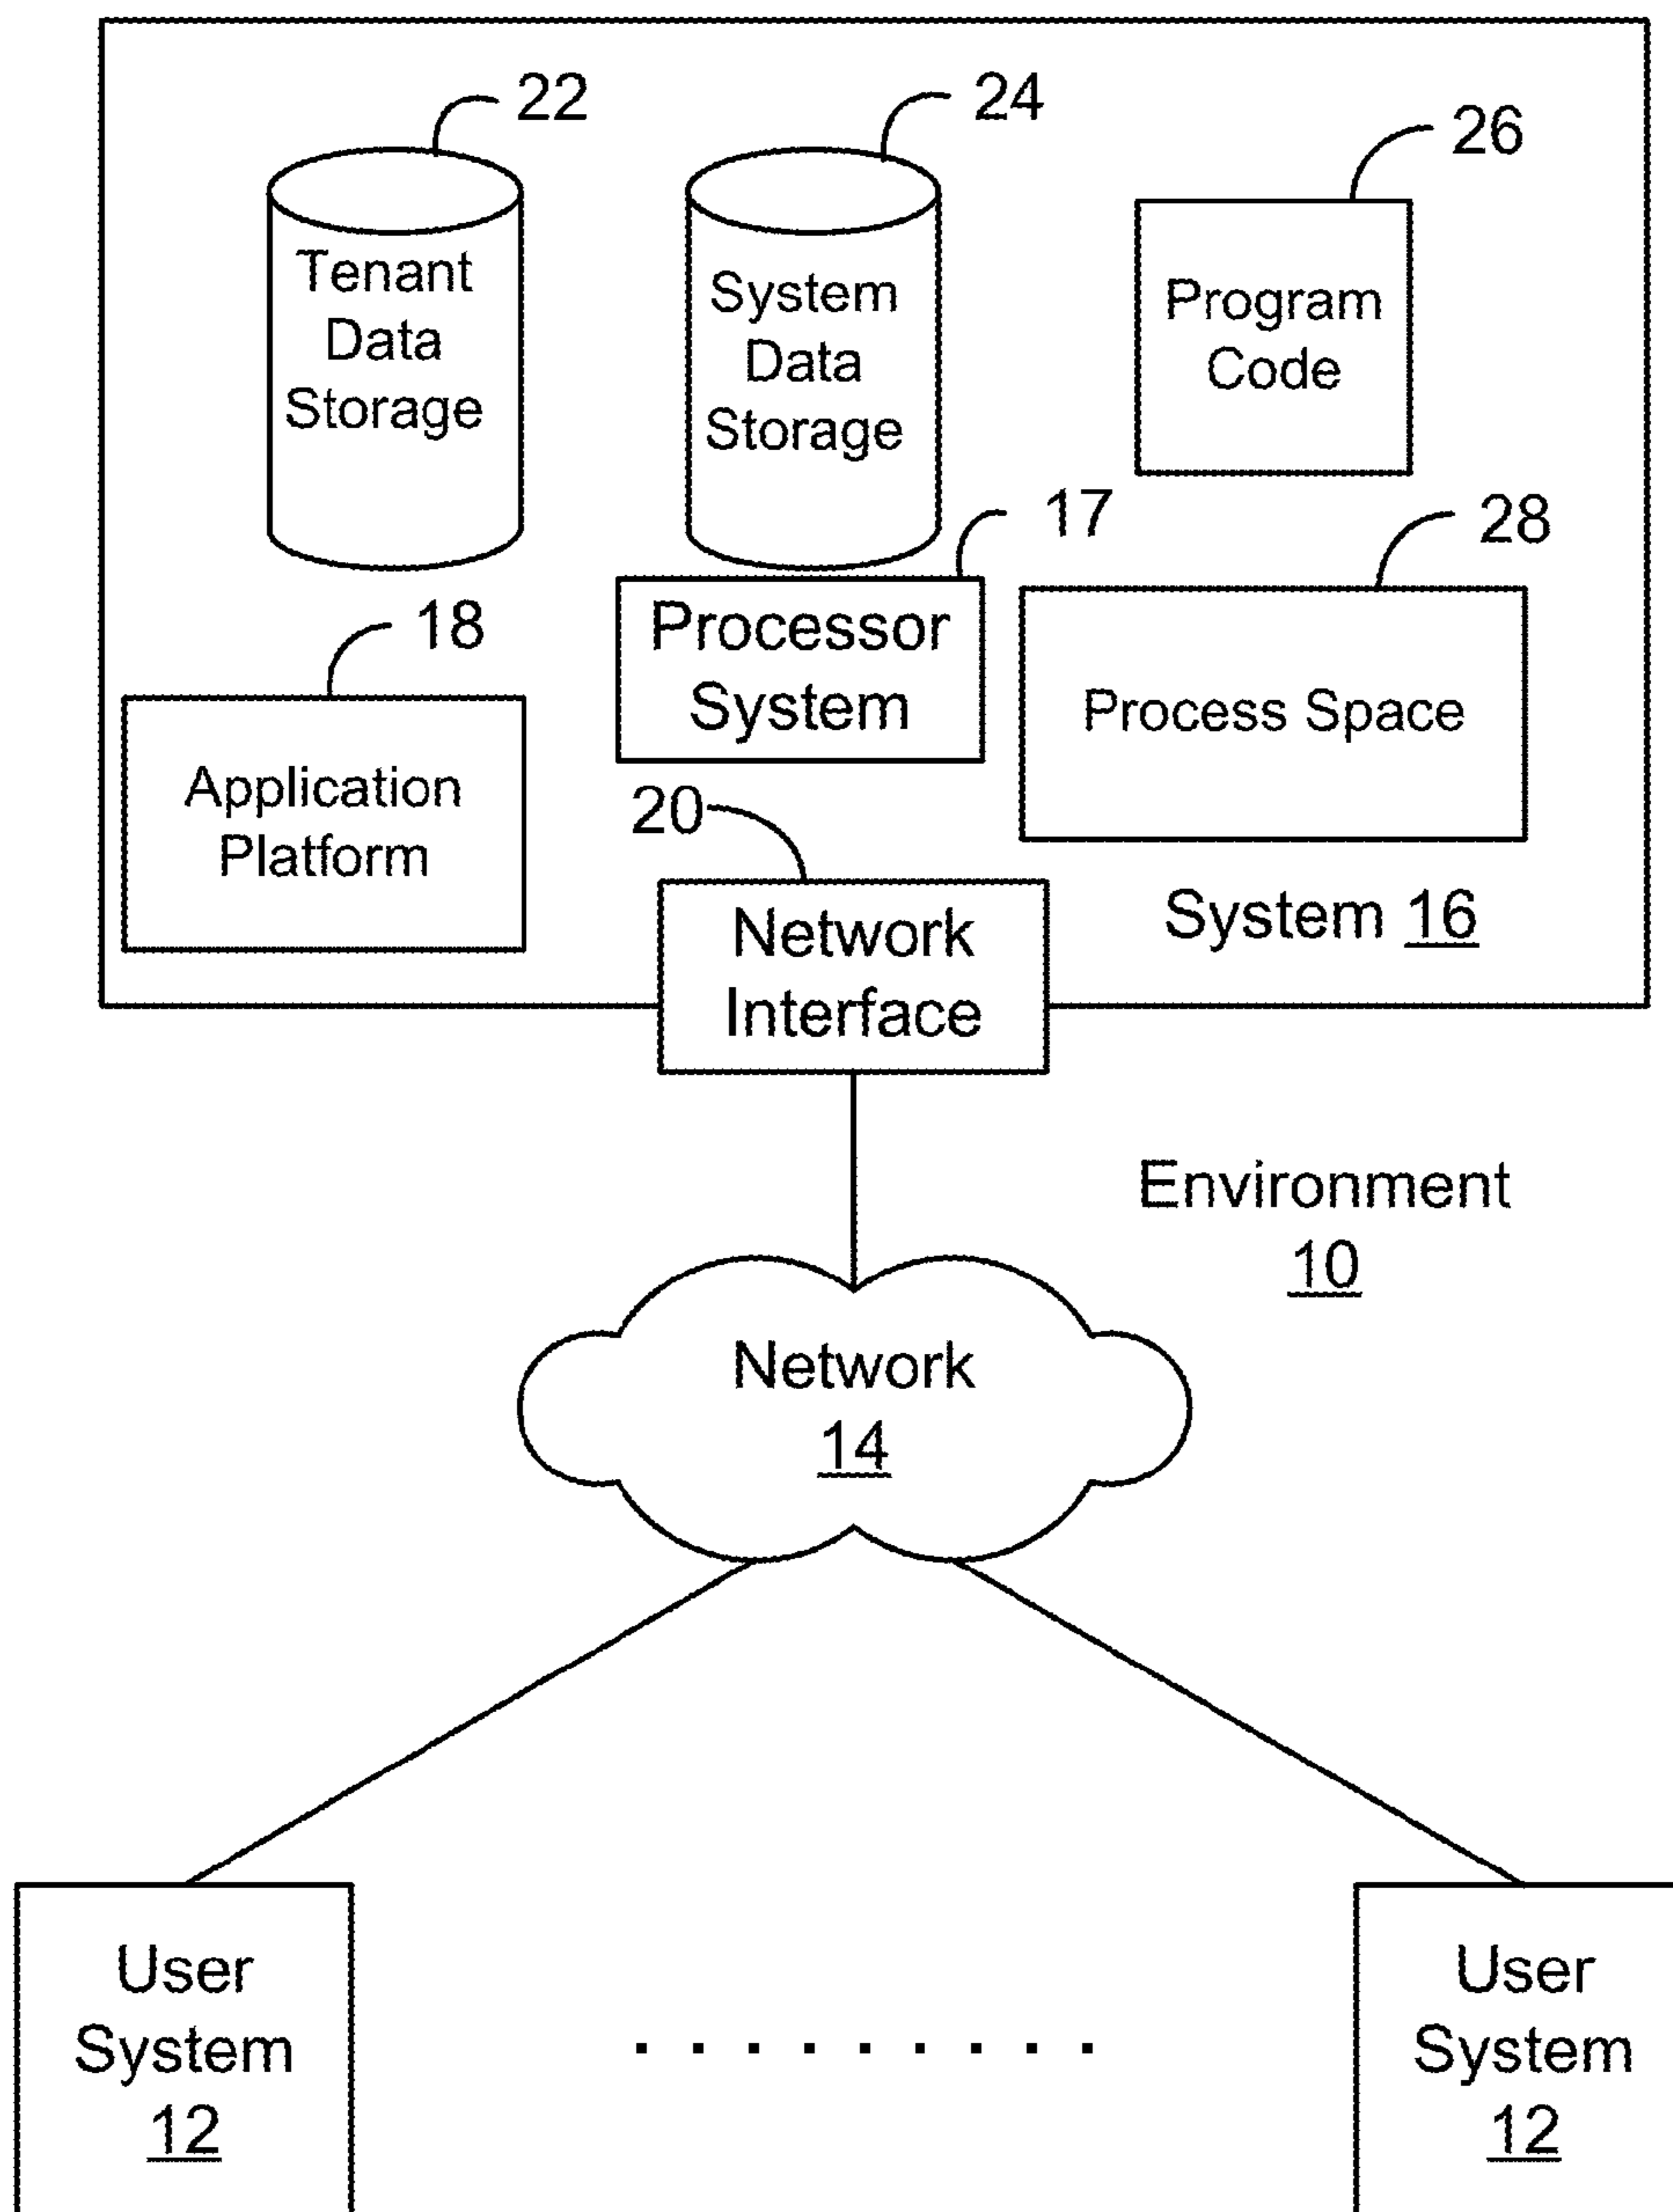 22
24
26
Tenant
Data
Storage
System
Data
Storage
Program
Code
17
28
18
Processor
System
Process Space
Application
Platform
20
Network
Interface
System 16
Environment
10
Network
14
User
System
12
. . . . . . . . .
User
System
12